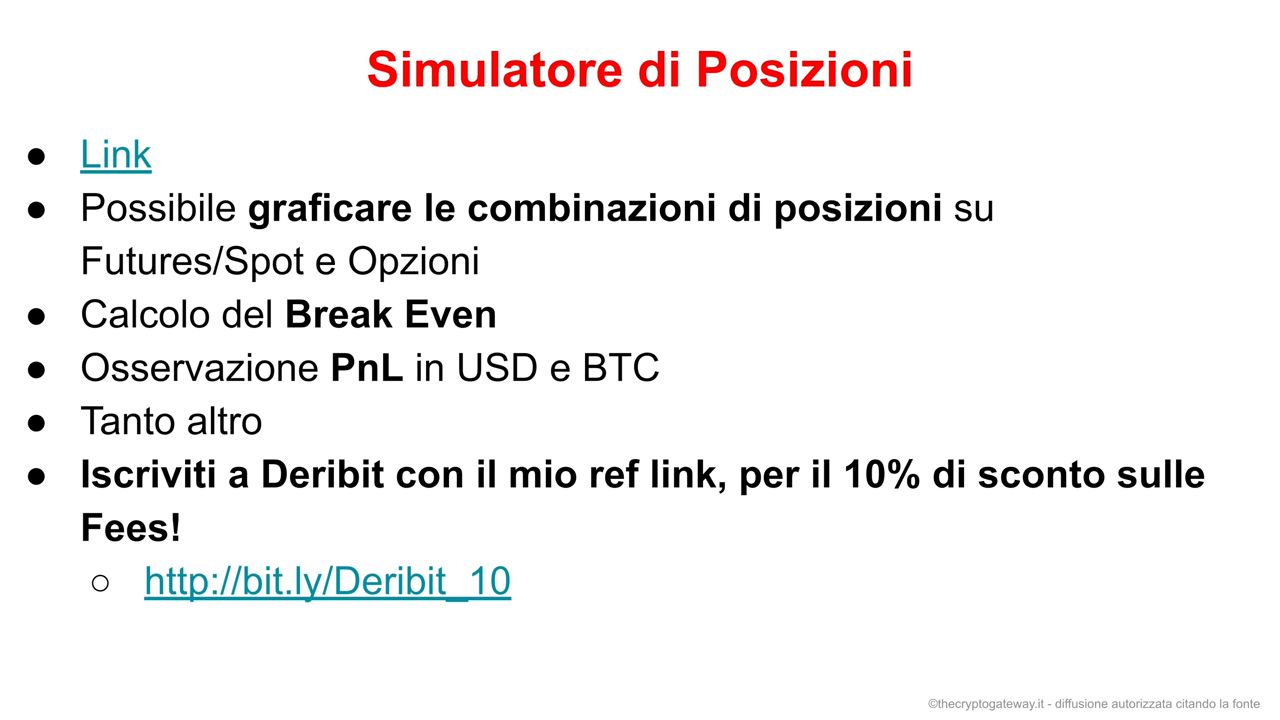 Simulatore di Posizioni
● Link
● Possibile graficare le combinazioni di posizioni su
Futures/Spot e Opzioni
● Calcolo del Break Even
● Osservazione PnL in USD e BTC
● Tanto altro
● Iscriviti a Deribit con il mio ref link, per il 10% di sconto sulle
Fees!
○ http://bit.ly/Deribit_10
©thecryptogateway.it - diffusione autorizzata citando la fonte